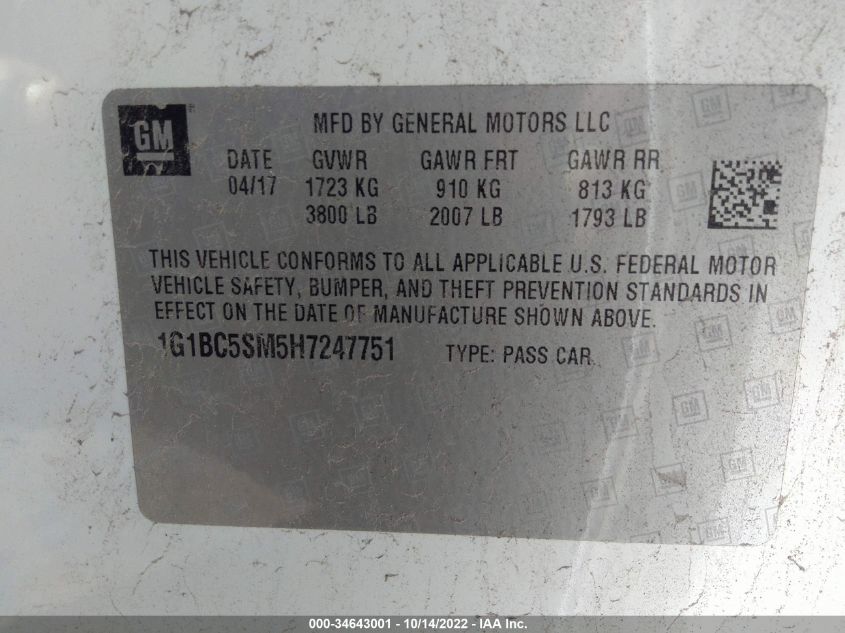 GM
MFD BY GENERAL MOTORS LLC
DATE GVWR GAWR FRT GAWR RR
04/17 1723 KG 910 KG 813 KG
3800 LB 2007 LB 1793 LB
THIS VEHICLE CONFORMS TO ALL APPLICABLE U.S. FEDERAL MOTOR
VEHICLE SAFETY, BUMPER, AND THEFT PREVENTION STANDARDS IN
EFFECT ON THE DATE OF MANUFACTURE SHOWN ABOVE.
1G1BC5SM5H7247751 TYPE: PASS CAR
000-34643001 | 10/14/2022 - IAA Inc.